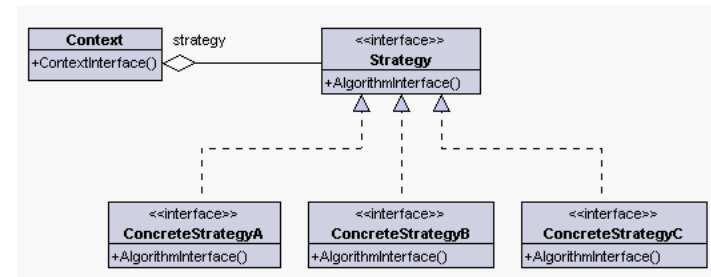 Context
+ContextInterface()
strategy
<<interface>>
Strategy
+AlgorithmInterface()
<<interface>>
ConcreteStrategyA
+AlgorithmInterface()
<<interface>>
ConcreteStrategyB
+AlgorithmInterface()
<<interface>>
ConcreteStrategyC
+AlgorithmInterface()